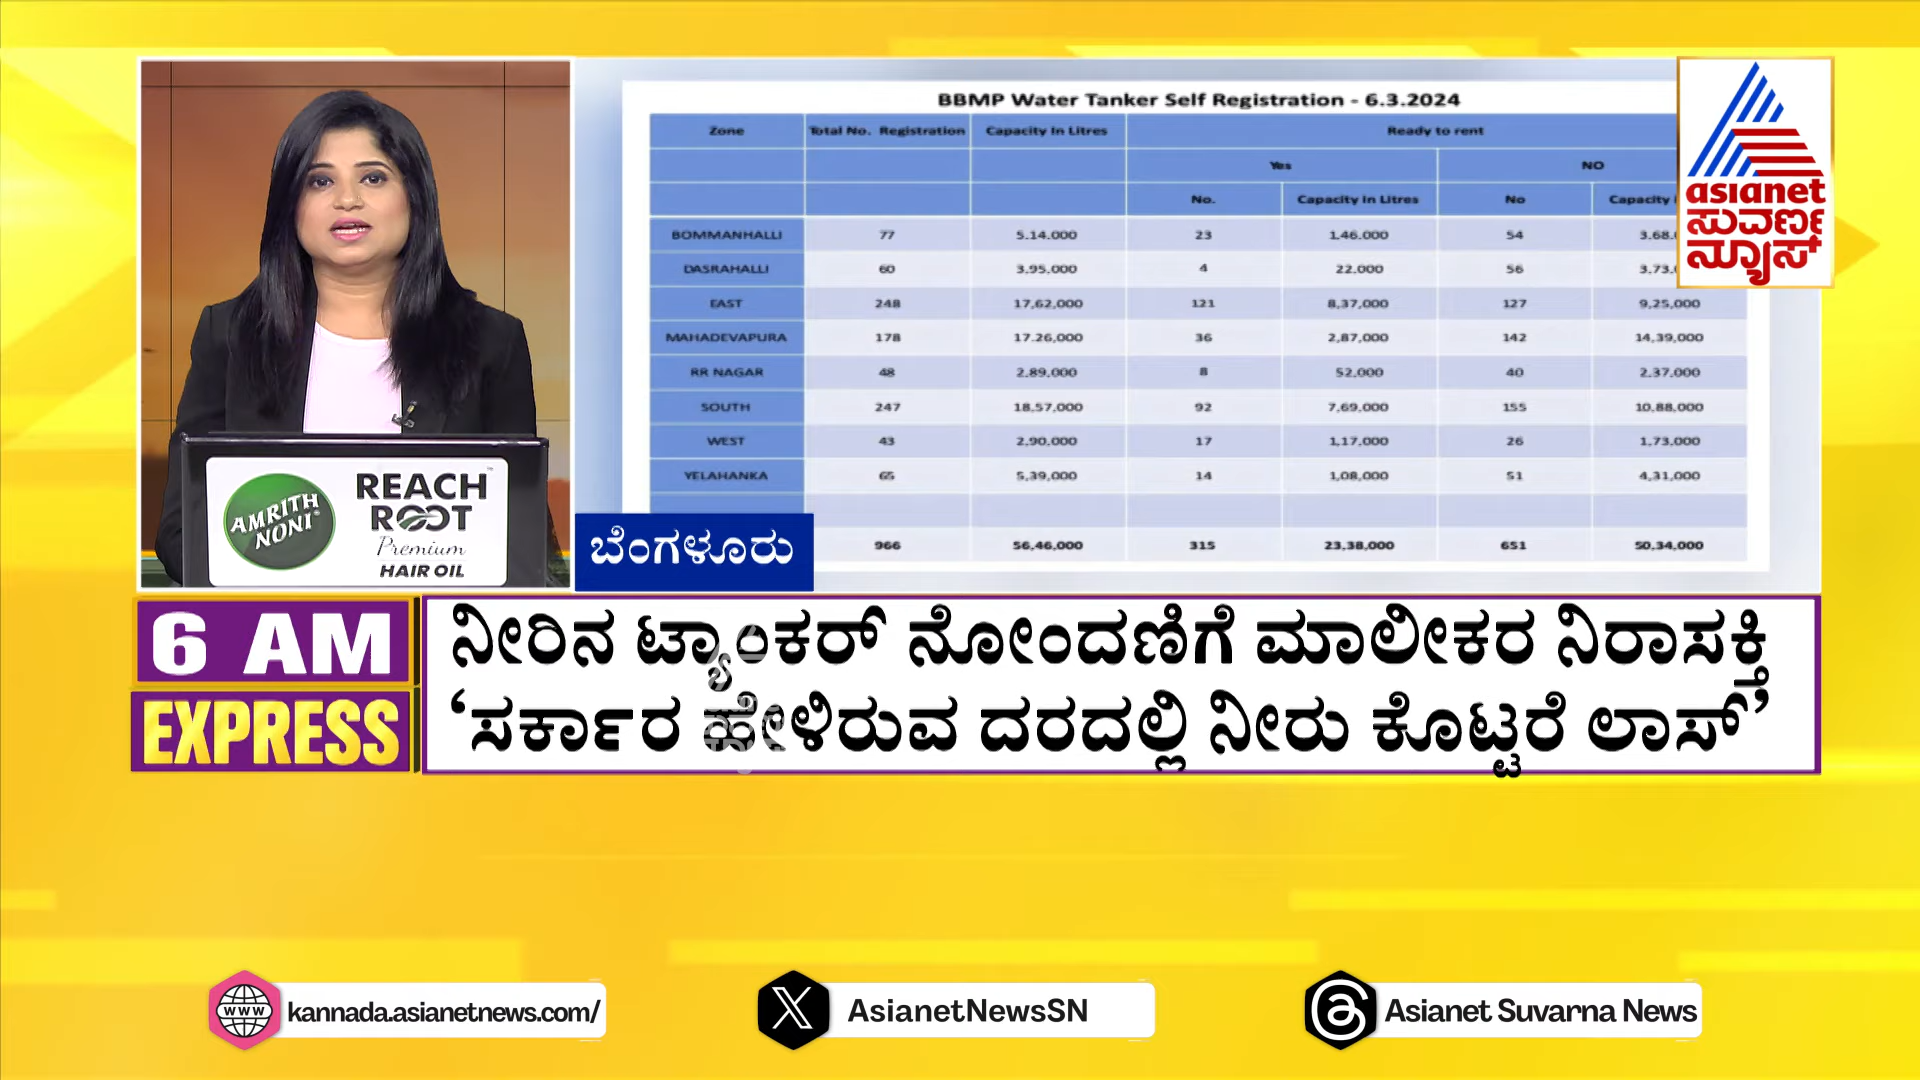 BBMP Water Tanker Self Registration - 6.3.2024
Zone Total No. Registration Capacity In Litres Ready to rent
Yes NO
No. Capacity In Litres No Capacity
BOMMANHALLI 77 5.14.000 23 1.46.000 54
DASRAHALLI 60 3.95,000 4 22.000 56
EAST 248 17,62,000 121 8,37,000 127 9,25,000
MAHADEVAPURA 178 17.26,000 36 2,87,000 142 14,39,000
RR NAGAR 48 2.89.000 8 52.000 40 2.37.000
SOUTH 247 18,57,000 92 7,69,000 155 10,88,000
WEST 43 2,90,000 17 1,17,000 26 1,73,000
YELAHANKA 65 5,39,000 14 1,08,000 51 4,31,000
966 56,46,000 315 23,38,000 651 50,34,000
asianet
ಸುವರ್ಣ
ನ್ಯೂಸ್
AMRITH
NONI
REACH
ROOT
Premium
HAIR OIL
ಬೆಂಗಳೂರು
6 AM
EXPRESS
ನೀರಿನ ಟ್ಯಾಂಕರ್ ನೋಂದಣಿಗೆ ಮಾಲೀಕರ ನಿರಾಸಕ್ತಿ
‘ಸರ್ಕಾರ ಹೇಳಿರುವ ದರದಲ್ಲಿ ನೀರು ಕೊಟ್ಟರೆ ಲಾಸ್’
www kannada.asianetnews.com/
AsianetNewsSN
Asianet Suvarna News